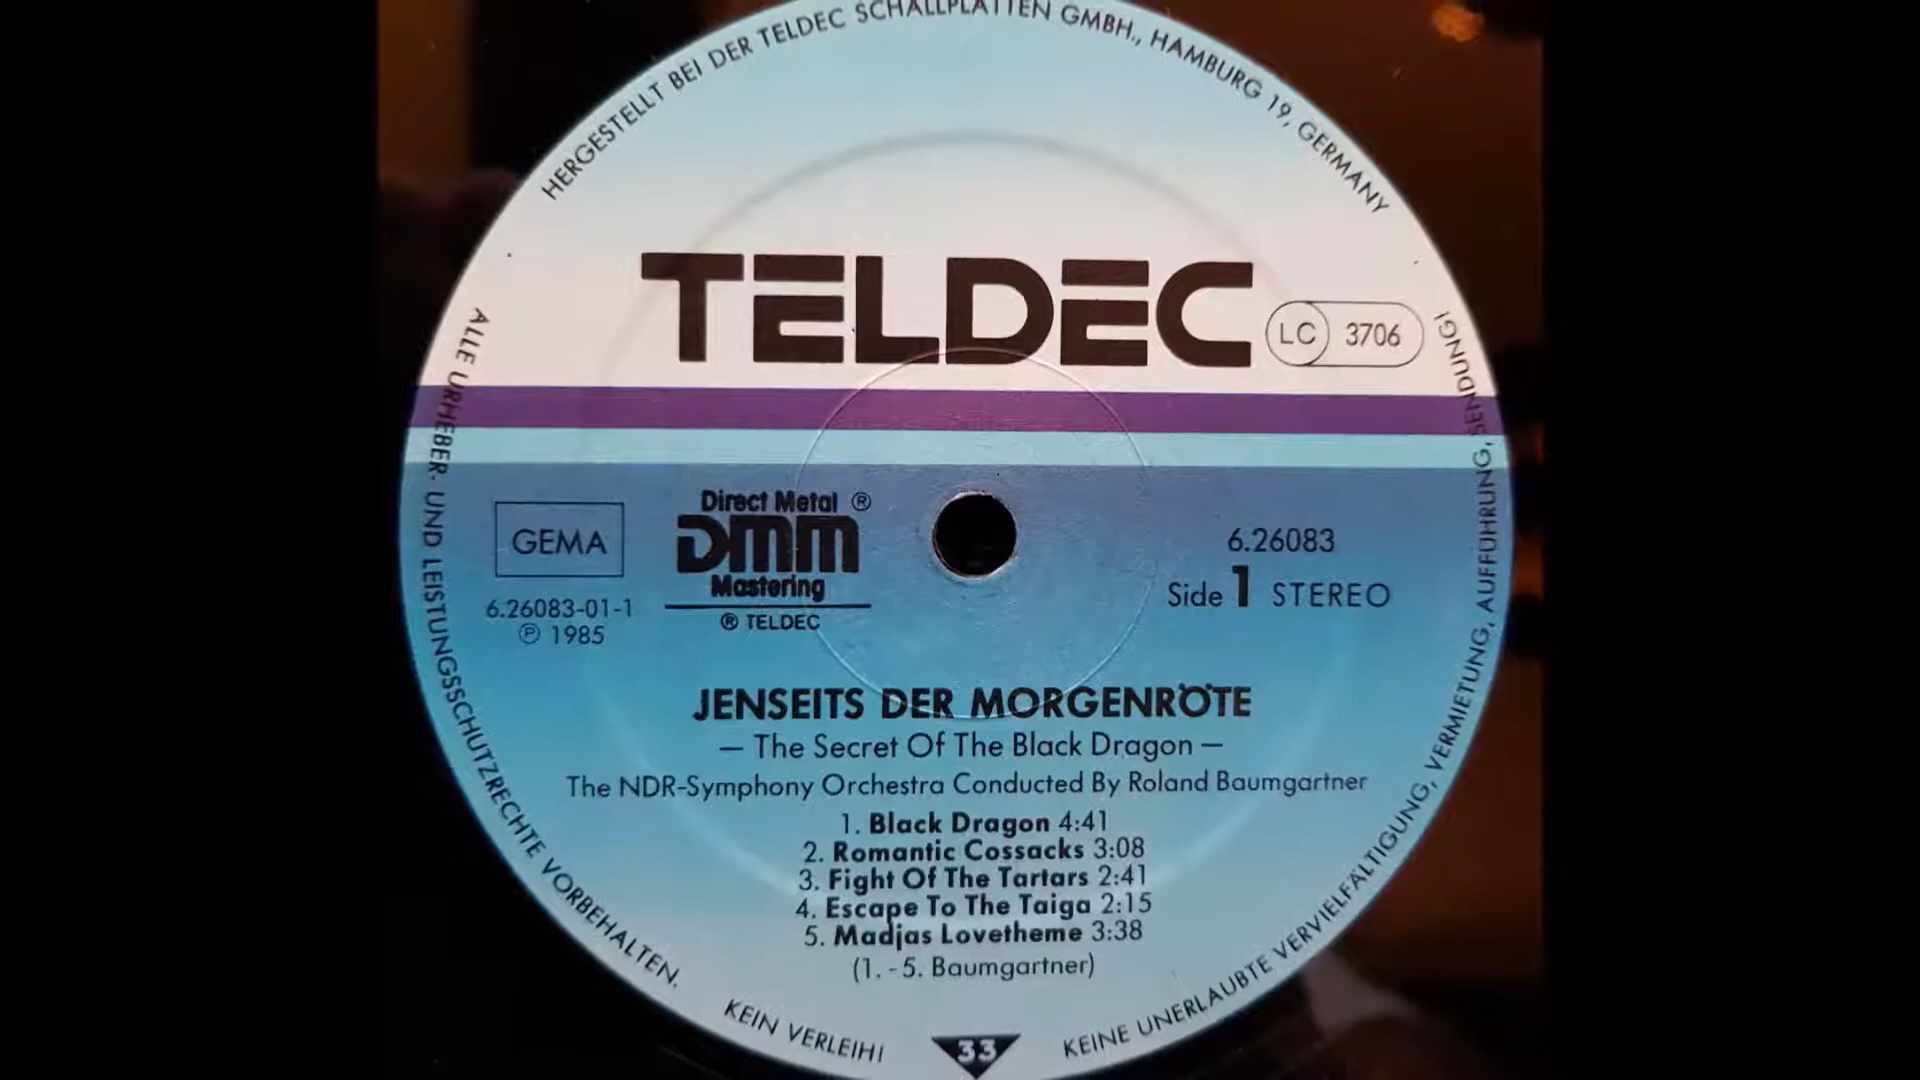 HERGESTELLT BEI DER TELDEC SCHALLPLATTEN GMBH., HAMBURG 19, GERMANY
TELDEC
LC 3706
GEMA
6.26083-01-1
℗ 1985
Direct Metal ®
DMM
Mastering
® TELDEC
6.26083
Side 1 STEREO
JENSEITS DER MORGENRÖTE
— The Secret Of The Black Dragon —
The NDR-Symphony Orchestra Conducted By Roland Baumgartner
1. Black Dragon 4:41
2. Romantic Cossacks 3:08
3. Fight Of The Tartars 2:41
4. Escape To The Taiga 2:15
5. Madjas Lovetheme 3:38
(1. - 5. Baumgartner)
ALLE URHEBER- UND LEISTUNGSSCHUTZRECHTE VORBEHALTEN.
KEIN VERLEIH!
33
KEINE UNERLAUBTE VERVIELFÄLTIGUNG, VERMIETUNG, AUFFÜHRUNG, SENDUNG!